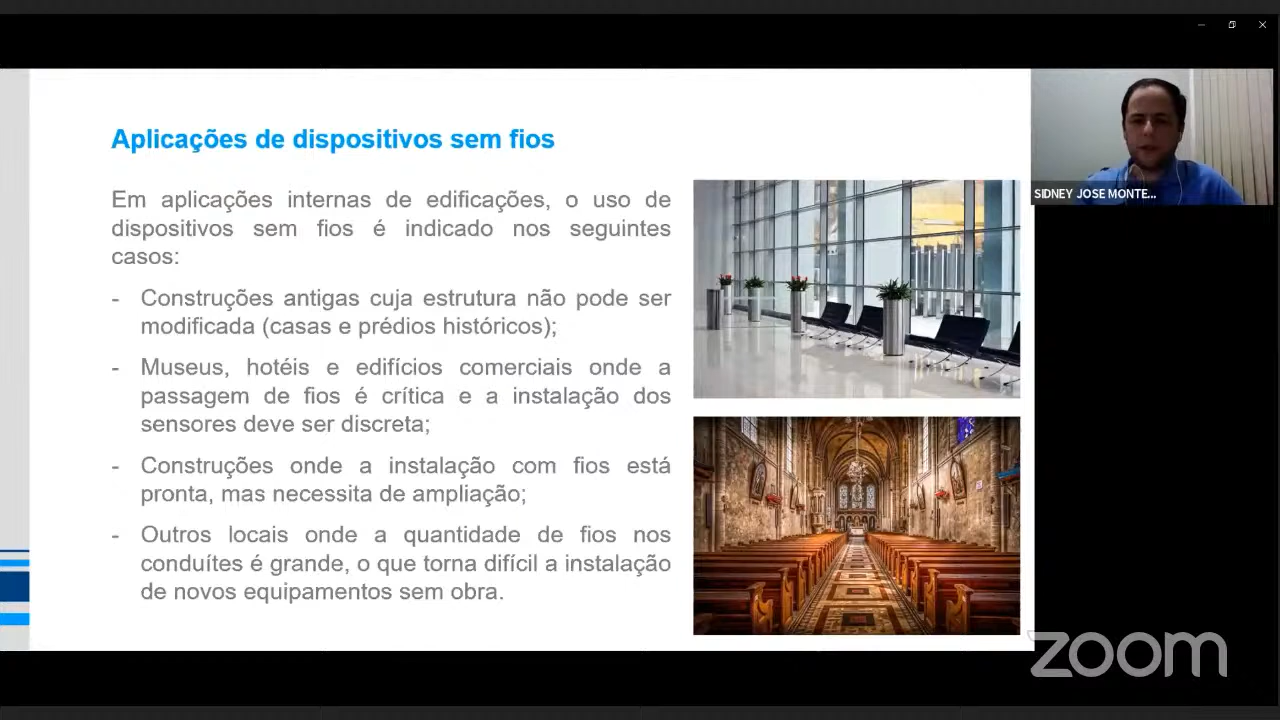 Aplicações de dispositivos sem fios
Em aplicações internas de edificações, o uso de
dispositivos sem fios é indicado nos seguintes
casos:
- Construções antigas cuja estrutura não pode ser
modificada (casas e prédios históricos);
- Museus, hotéis e edifícios comerciais onde a
passagem de fios é crítica e a instalação dos
sensores deve ser discreta;
- Construções onde a instalação com fios está
pronta, mas necessita de ampliação;
- Outros locais onde a quantidade de fios nos
conduítes é grande, o que torna difícil a instalação
de novos equipamentos sem obra.
SIDNEY JOSE MONTE...
zoom